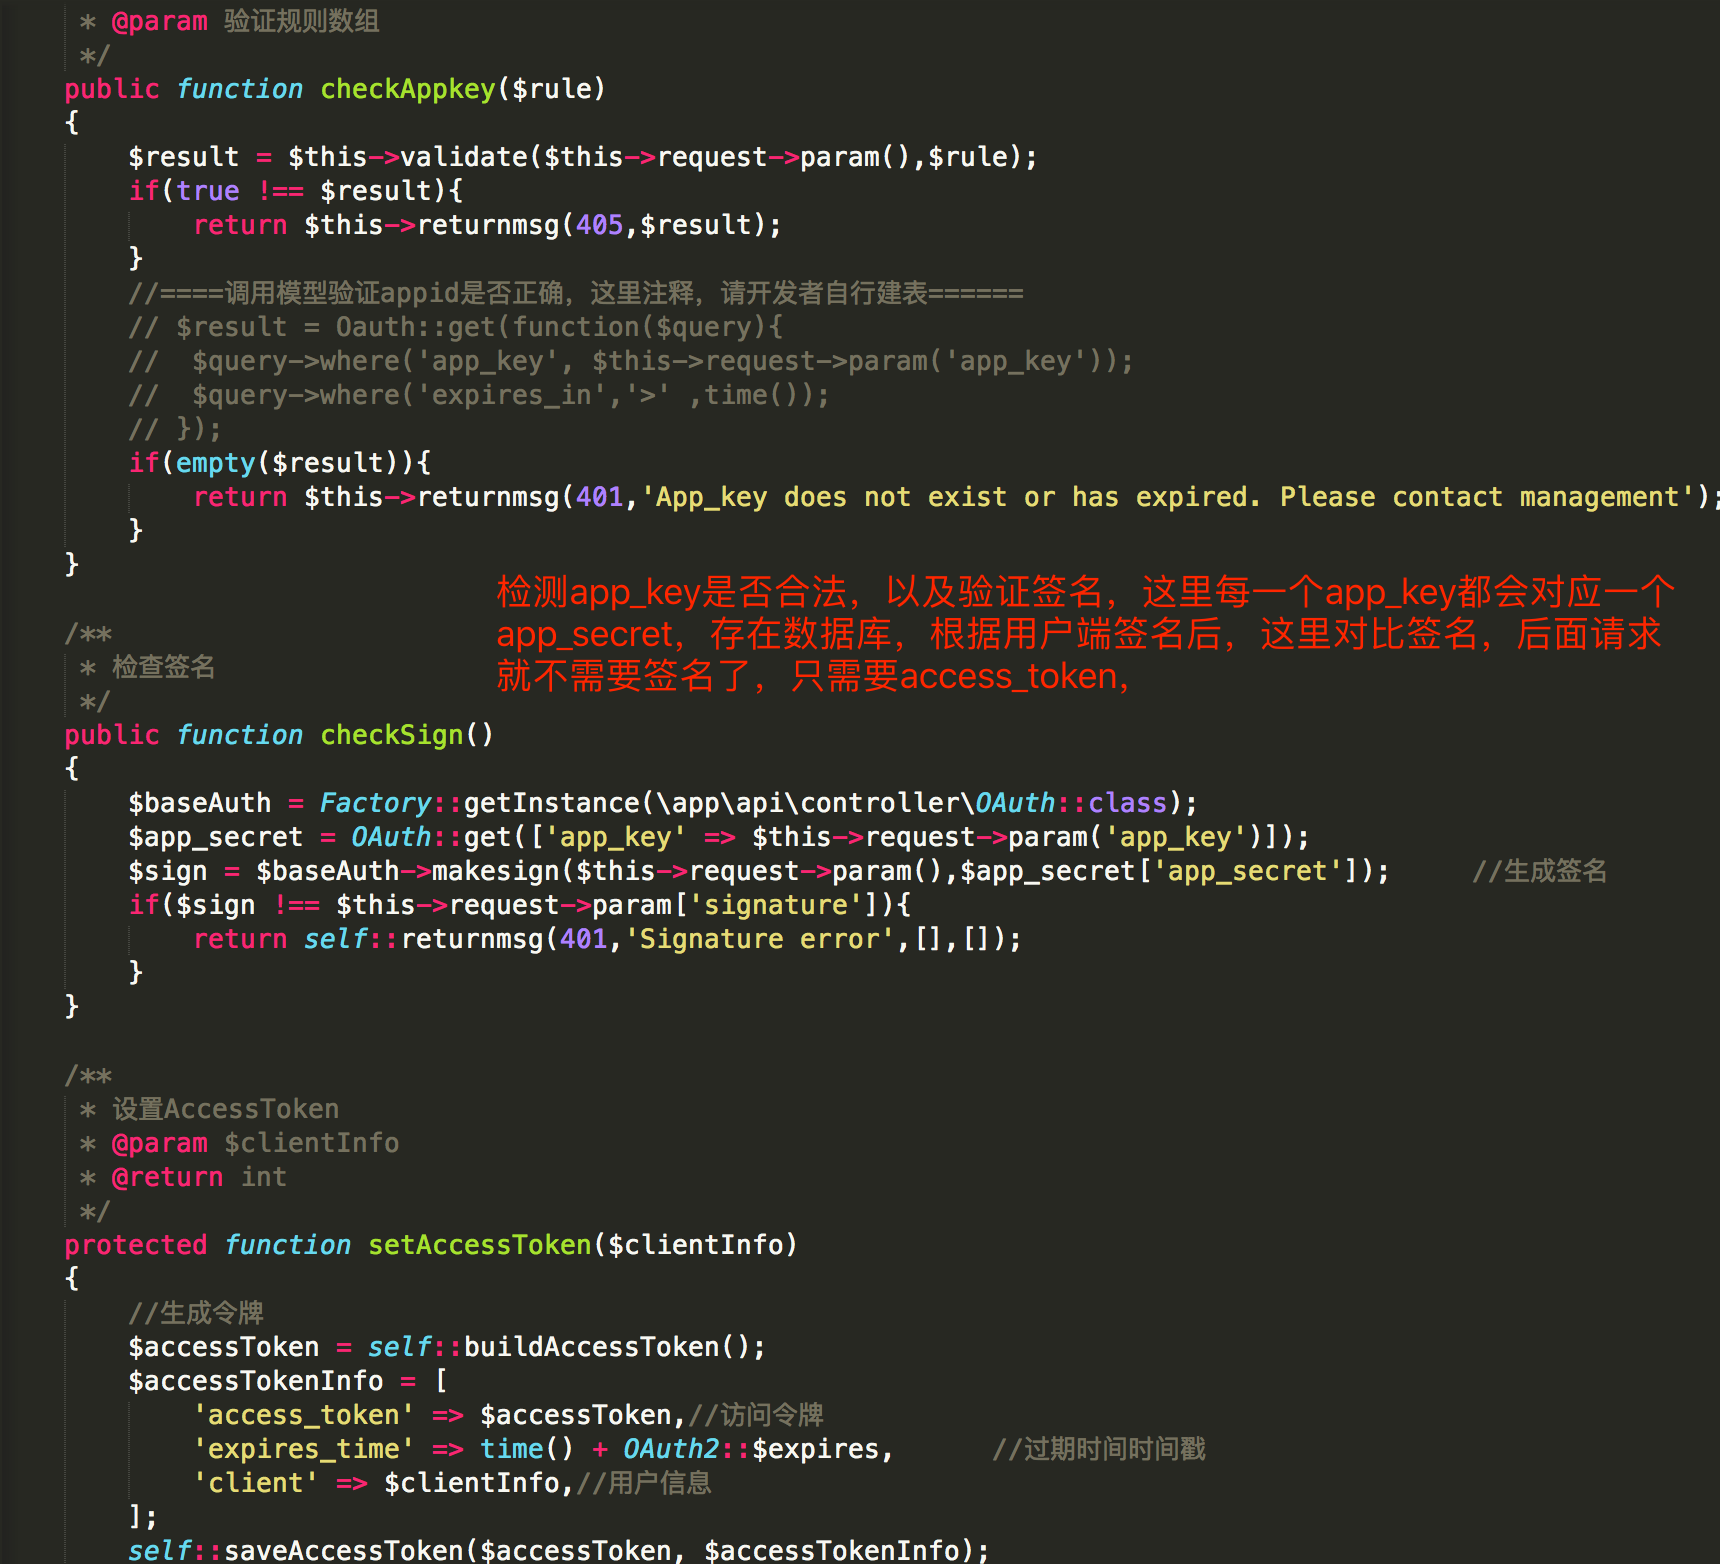 * @param 验证规则数组
*/
public function checkAppkey($rule)
{
$result = $this->validate($this->request->param(),$rule);
if(true !== $result){
return $this->returnmsg(405,$result);
}
//====调用模型验证appid是否正确，这里注释，请开发者自行建表======
// $result = Oauth::get(function($query){
//  $query->where('app_key', $this->request->param('app_key'));
//  $query->where('expires_in','>' ,time());
// });
if(empty($result)){
return $this->returnmsg(401,'App_key does not exist or has expired. Please contact management');
}
}
检测app_key是否合法，以及验证签名，这里每一个app_key都会对应一个
app_secret，存在数据库，根据用户端签名后，这里对比签名，后面请求
就不需要签名了，只需要access_token，
/**
* 检查签名
*/
public function checkSign()
{
$baseAuth = Factory::getInstance(\app\api\controller\OAuth::class);
$app_secret = OAuth::get(['app_key' => $this->request->param('app_key')]);
$sign = $baseAuth->makesign($this->request->param(),$app_secret['app_secret']);     //生成签名
if($sign !== $this->request->param['signature']){
return self::returnmsg(401,'Signature error',[],[]);
}
}
/**
* 设置AccessToken
* @param $clientInfo
* @return int
*/
protected function setAccessToken($clientInfo)
{
//生成令牌
$accessToken = self::buildAccessToken();
$accessTokenInfo = [
'access_token' => $accessToken,//访问令牌
'expires_time' => time() + OAuth2::$expires,      //过期时间时间戳
'client' => $clientInfo,//用户信息
];
self::saveAccessToken($accessToken, $accessTokenInfo);